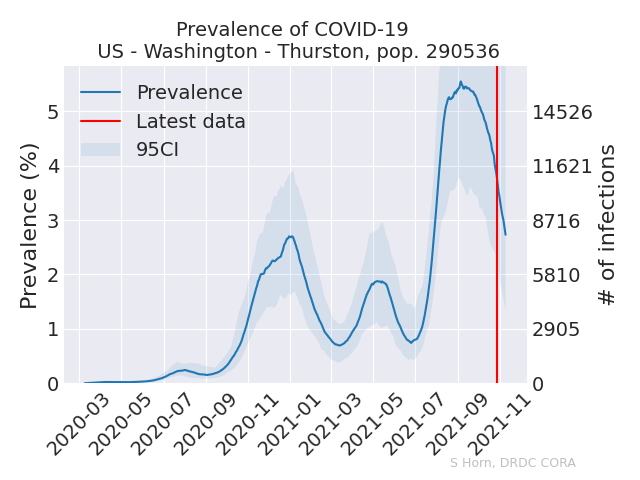 Prevalence of COVID-19
US - Washington - Thurston, pop. 290536
Prevalence
Latest data
95CI
Prevalence (%)
5
4
3
2
1
0
14526
11621
8716
5810
2905
0
# of infections
2020-03
2020-05
2020-07
2020-09
2020-11
2021-01
2021-03
2021-05
2021-07
2021-09
2021-11
S Horn, DRDC CORA